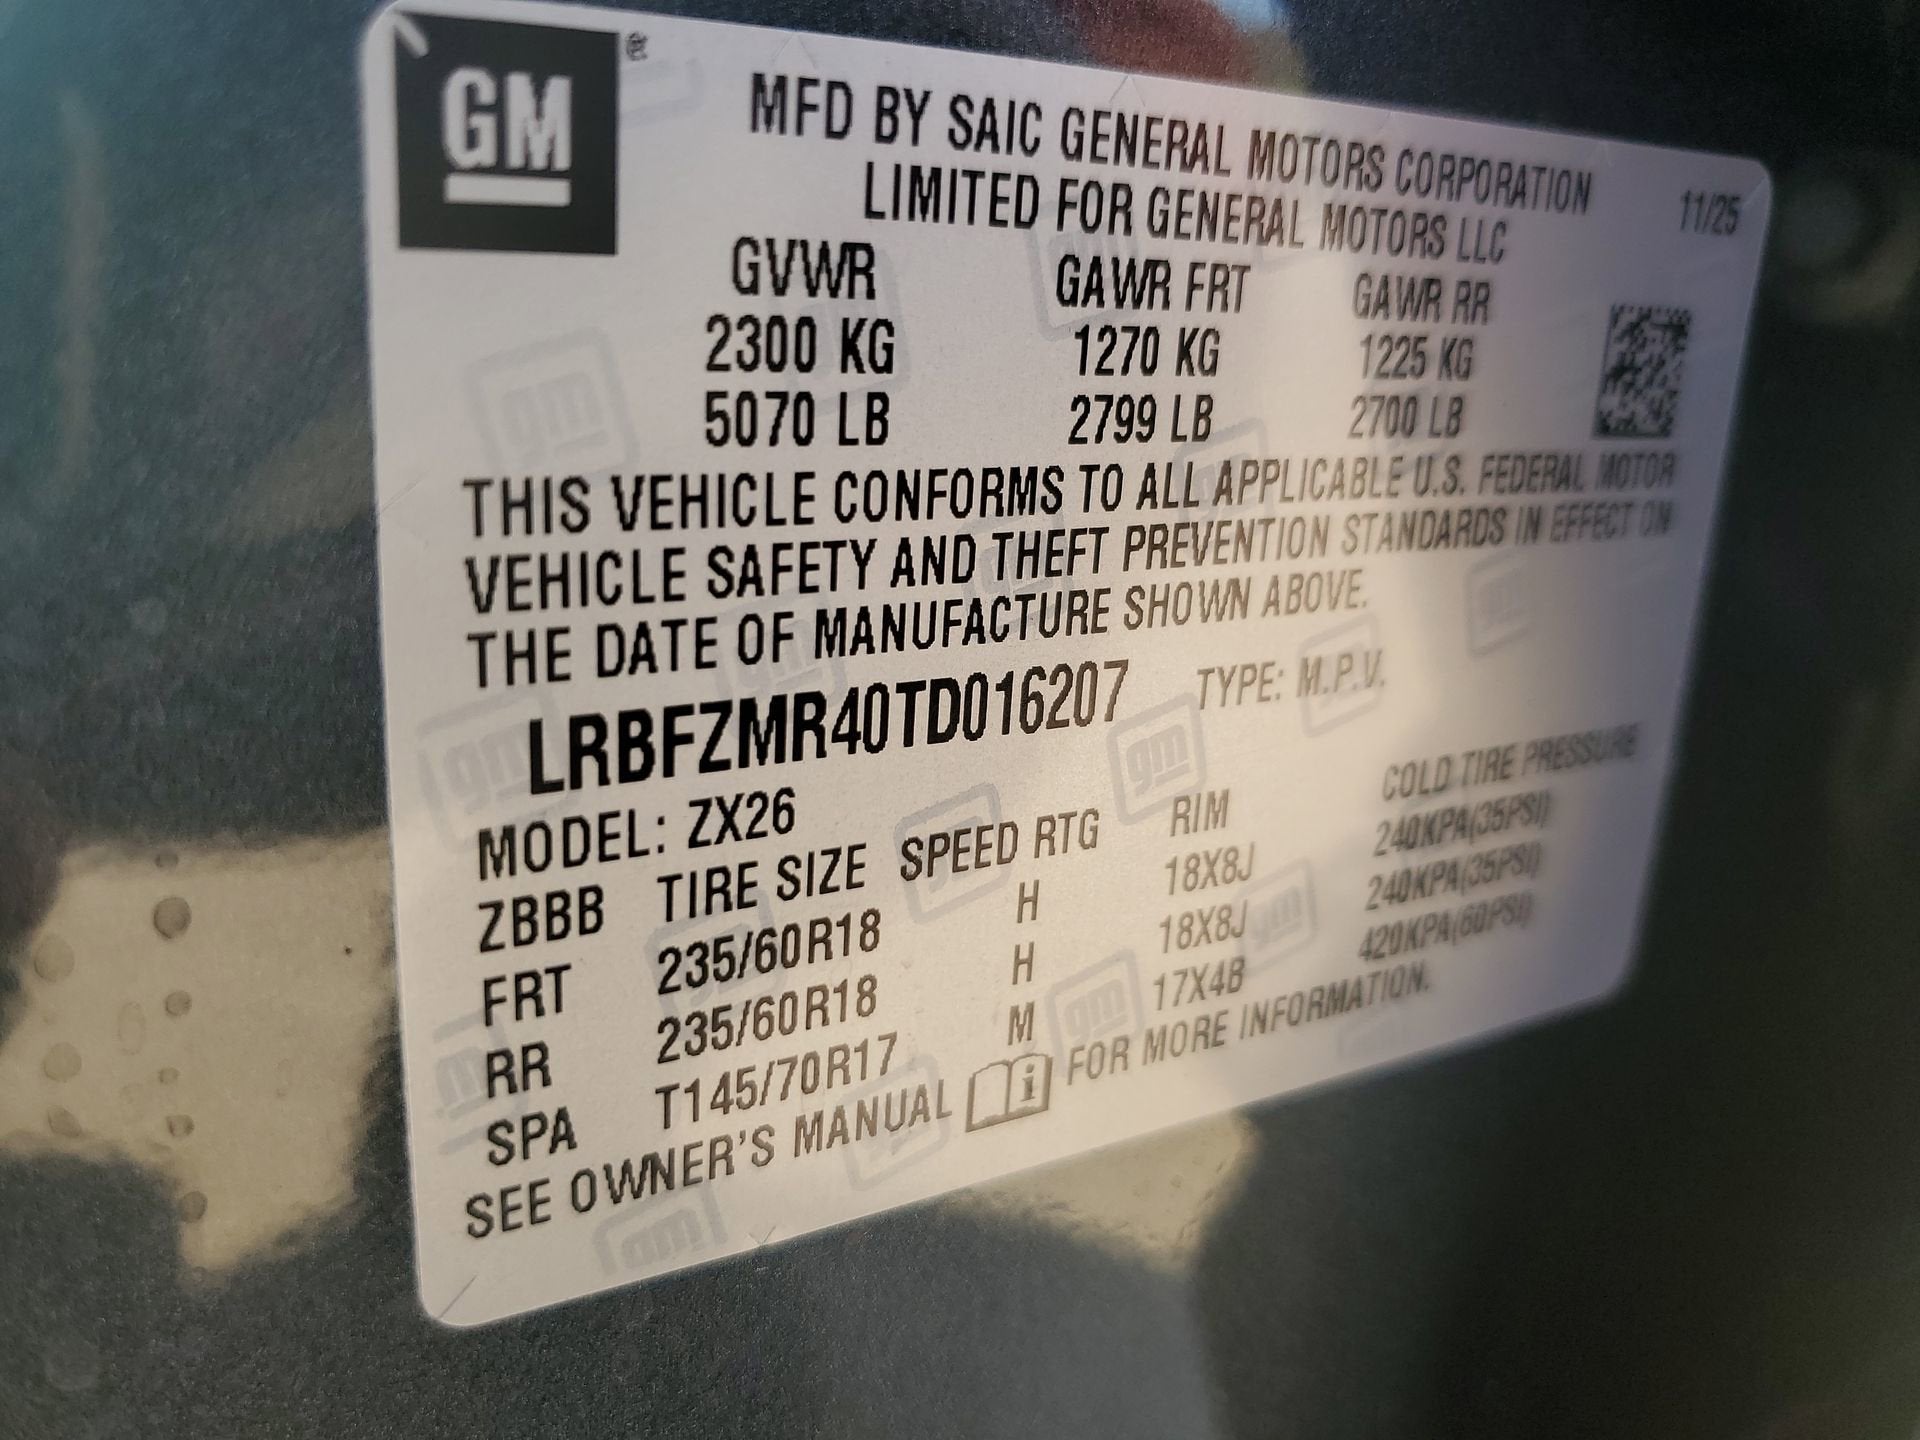 GM ®
MFD BY SAIC GENERAL MOTORS CORPORATION
LIMITED FOR GENERAL MOTORS LLC
11/25
GVWR GAWR FRT GAWR RR
2300 KG 1270 KG 1225 KG
5070 LB 2799 LB 2700 LB
THIS VEHICLE CONFORMS TO ALL APPLICABLE U.S. FEDERAL MOTOR
VEHICLE SAFETY AND THEFT PREVENTION STANDARDS IN EFFECT ON
THE DATE OF MANUFACTURE SHOWN ABOVE.
LRBFZMR40TD016207 TYPE: M.P.V.
MODEL: ZX26
ZBBB TIRE SIZE SPEED RTG RIM COLD TIRE PRESSURE
FRT 235/60R18 H 18X8J 240KPA(35PSI)
RR 235/60R18 H 18X8J 240KPA(35PSI)
SPA T145/70R17 M 17X4B 420KPA(60PSI)
SEE OWNER'S MANUAL i FOR MORE INFORMATION.